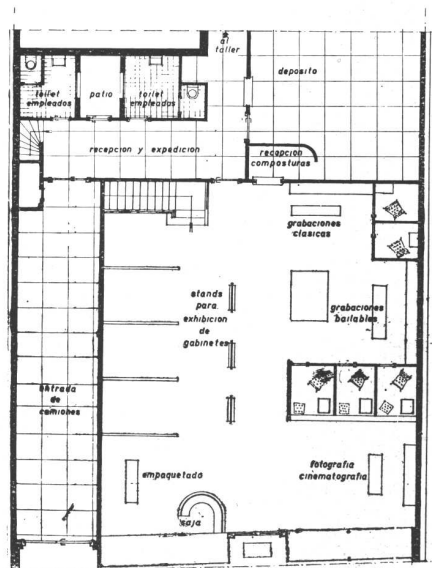 al
taller
deposito
toilet
empleados
patio
toilet
empleados
recepcion y expedicion
recepcion
composturas
grabaciones
clasicas
stands
para
exhibicion
de
gabinetes
grabaciones
bailables
entrada
de
camiones
empaquetado
fotografia
cinematografia
caja